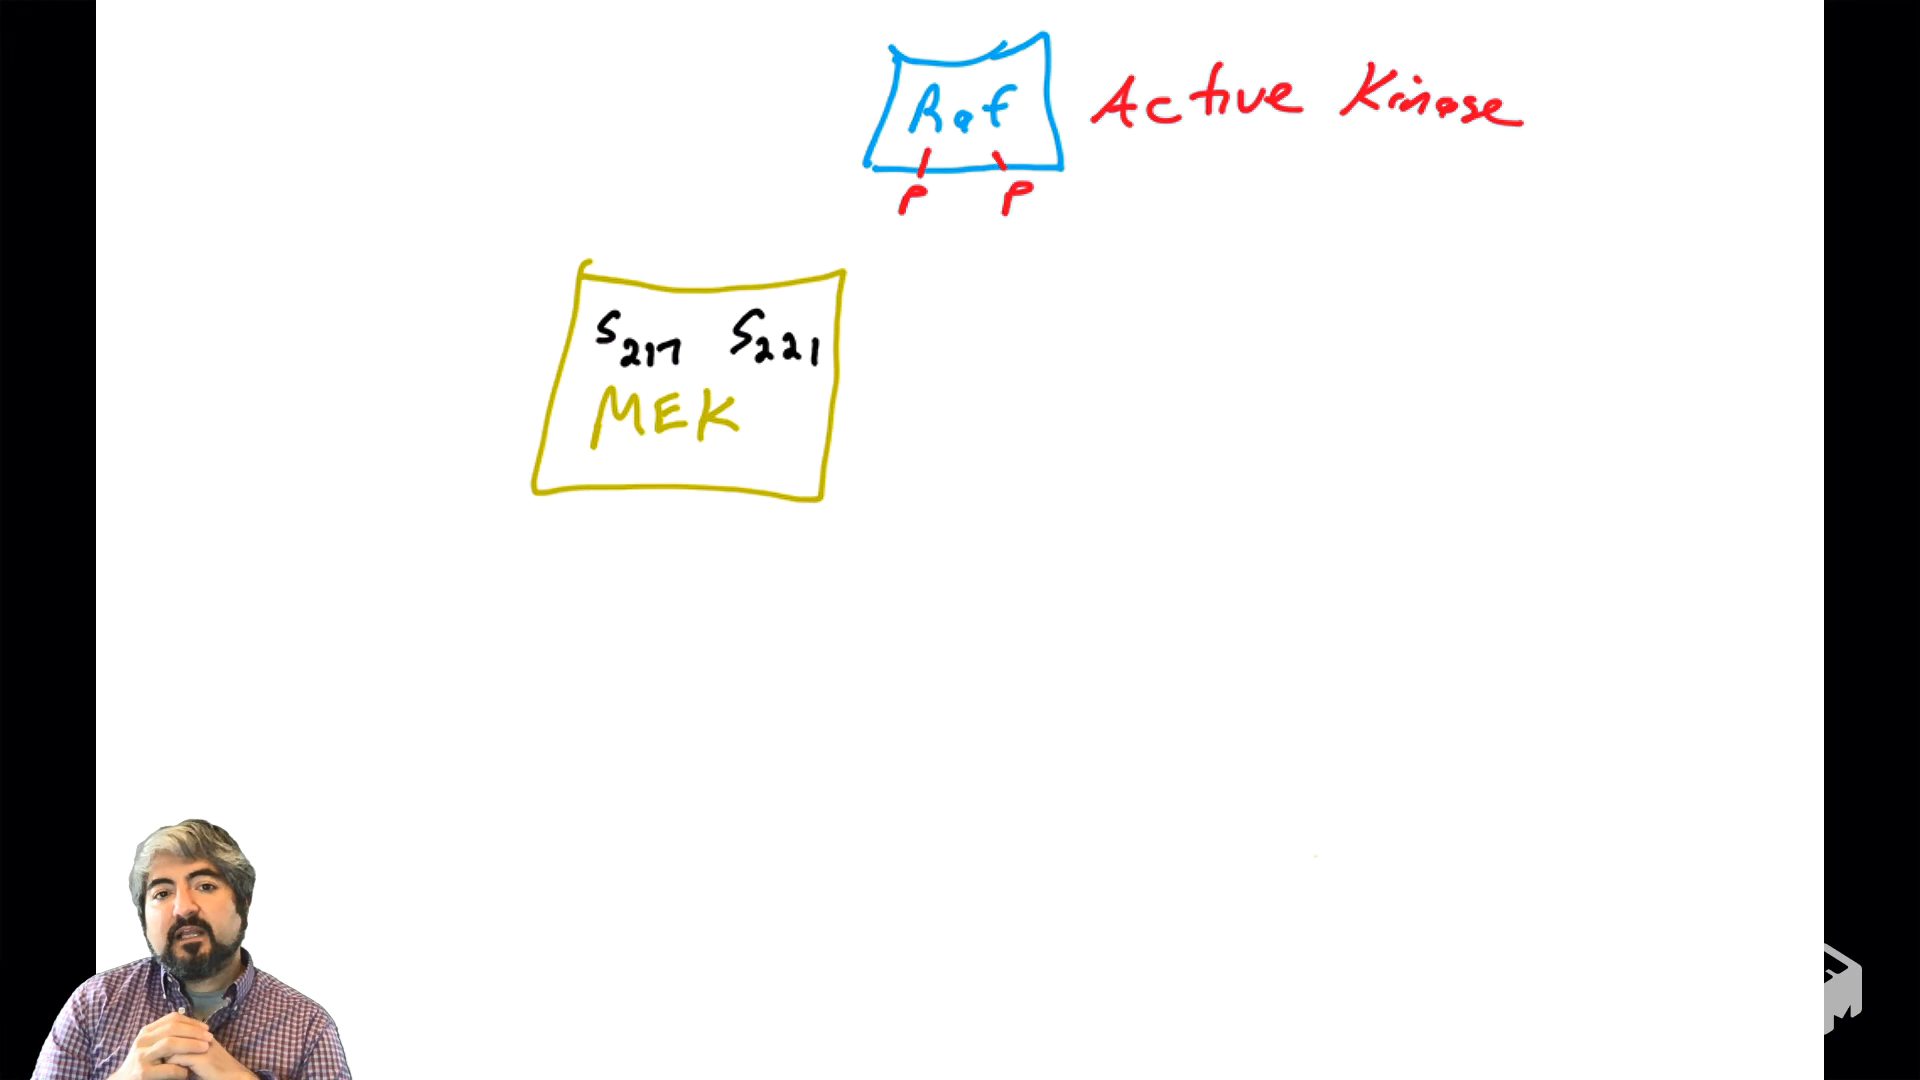 Raf Active Kinase
P P
S217 S221
MEK